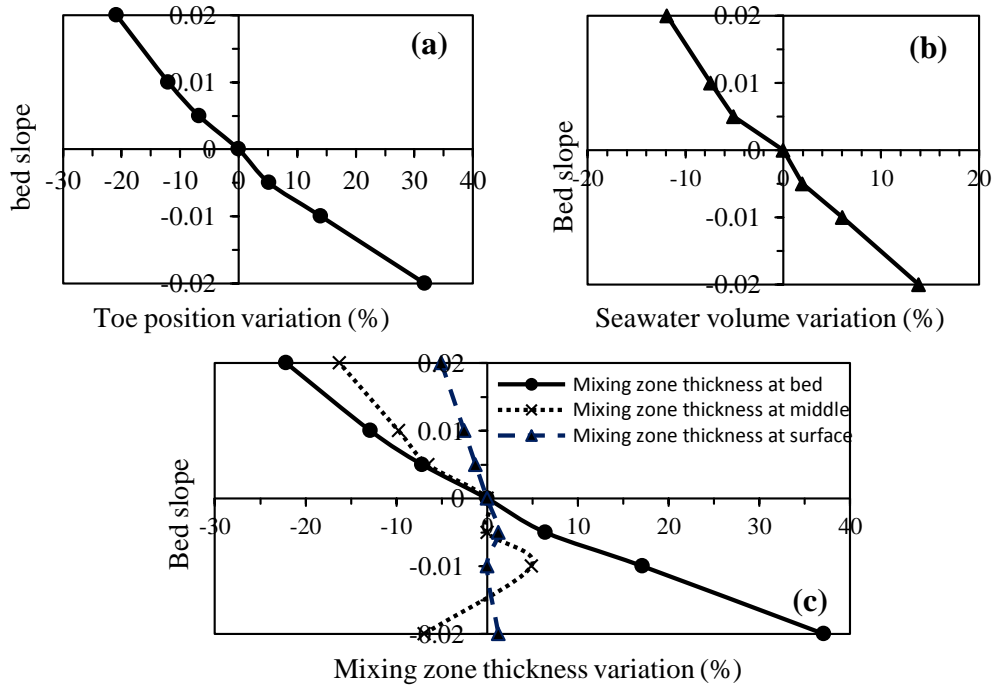 0.02
(a)
0.01
bed slope
0
-30 -20 -10 0 10 20 30 40
-0.01
-0.02
Toe position variation (%)
0.02
(b)
0.01
Bed slope
0
-20 -10 0 10 20
-0.01
-0.02
Seawater volume variation (%)
0.02
Mixing zone thickness at bed
Mixing zone thickness at middle
Mixing zone thickness at surface
0.01
Bed slope
0
-30 -20 -10 0 10 20 30 40
-0.01
(c)
-0.02
Mixing zone thickness variation (%)